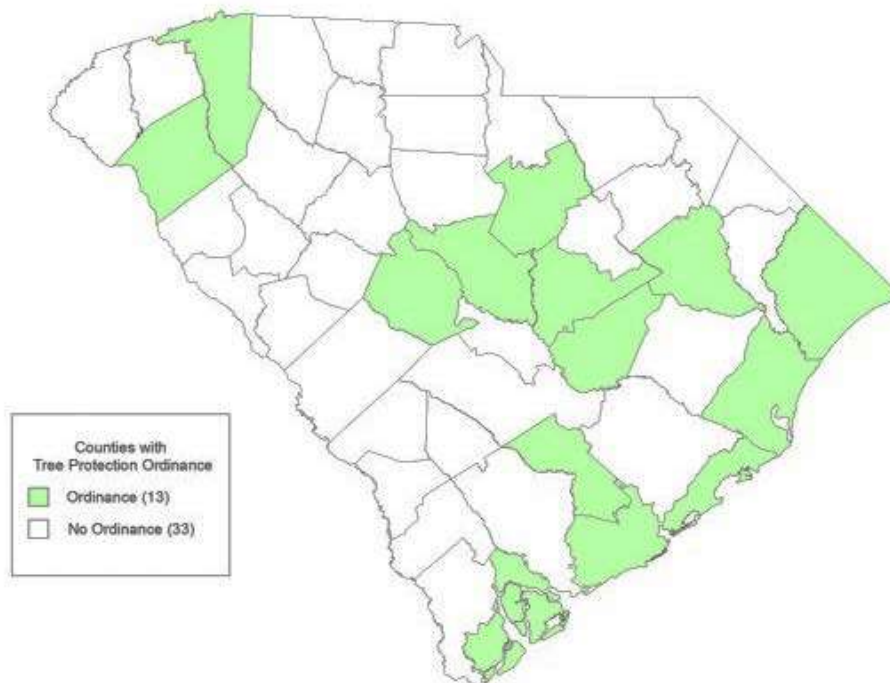 Counties with
Tree Protection Ordinance
Ordinance (13)
No Ordinance (33)